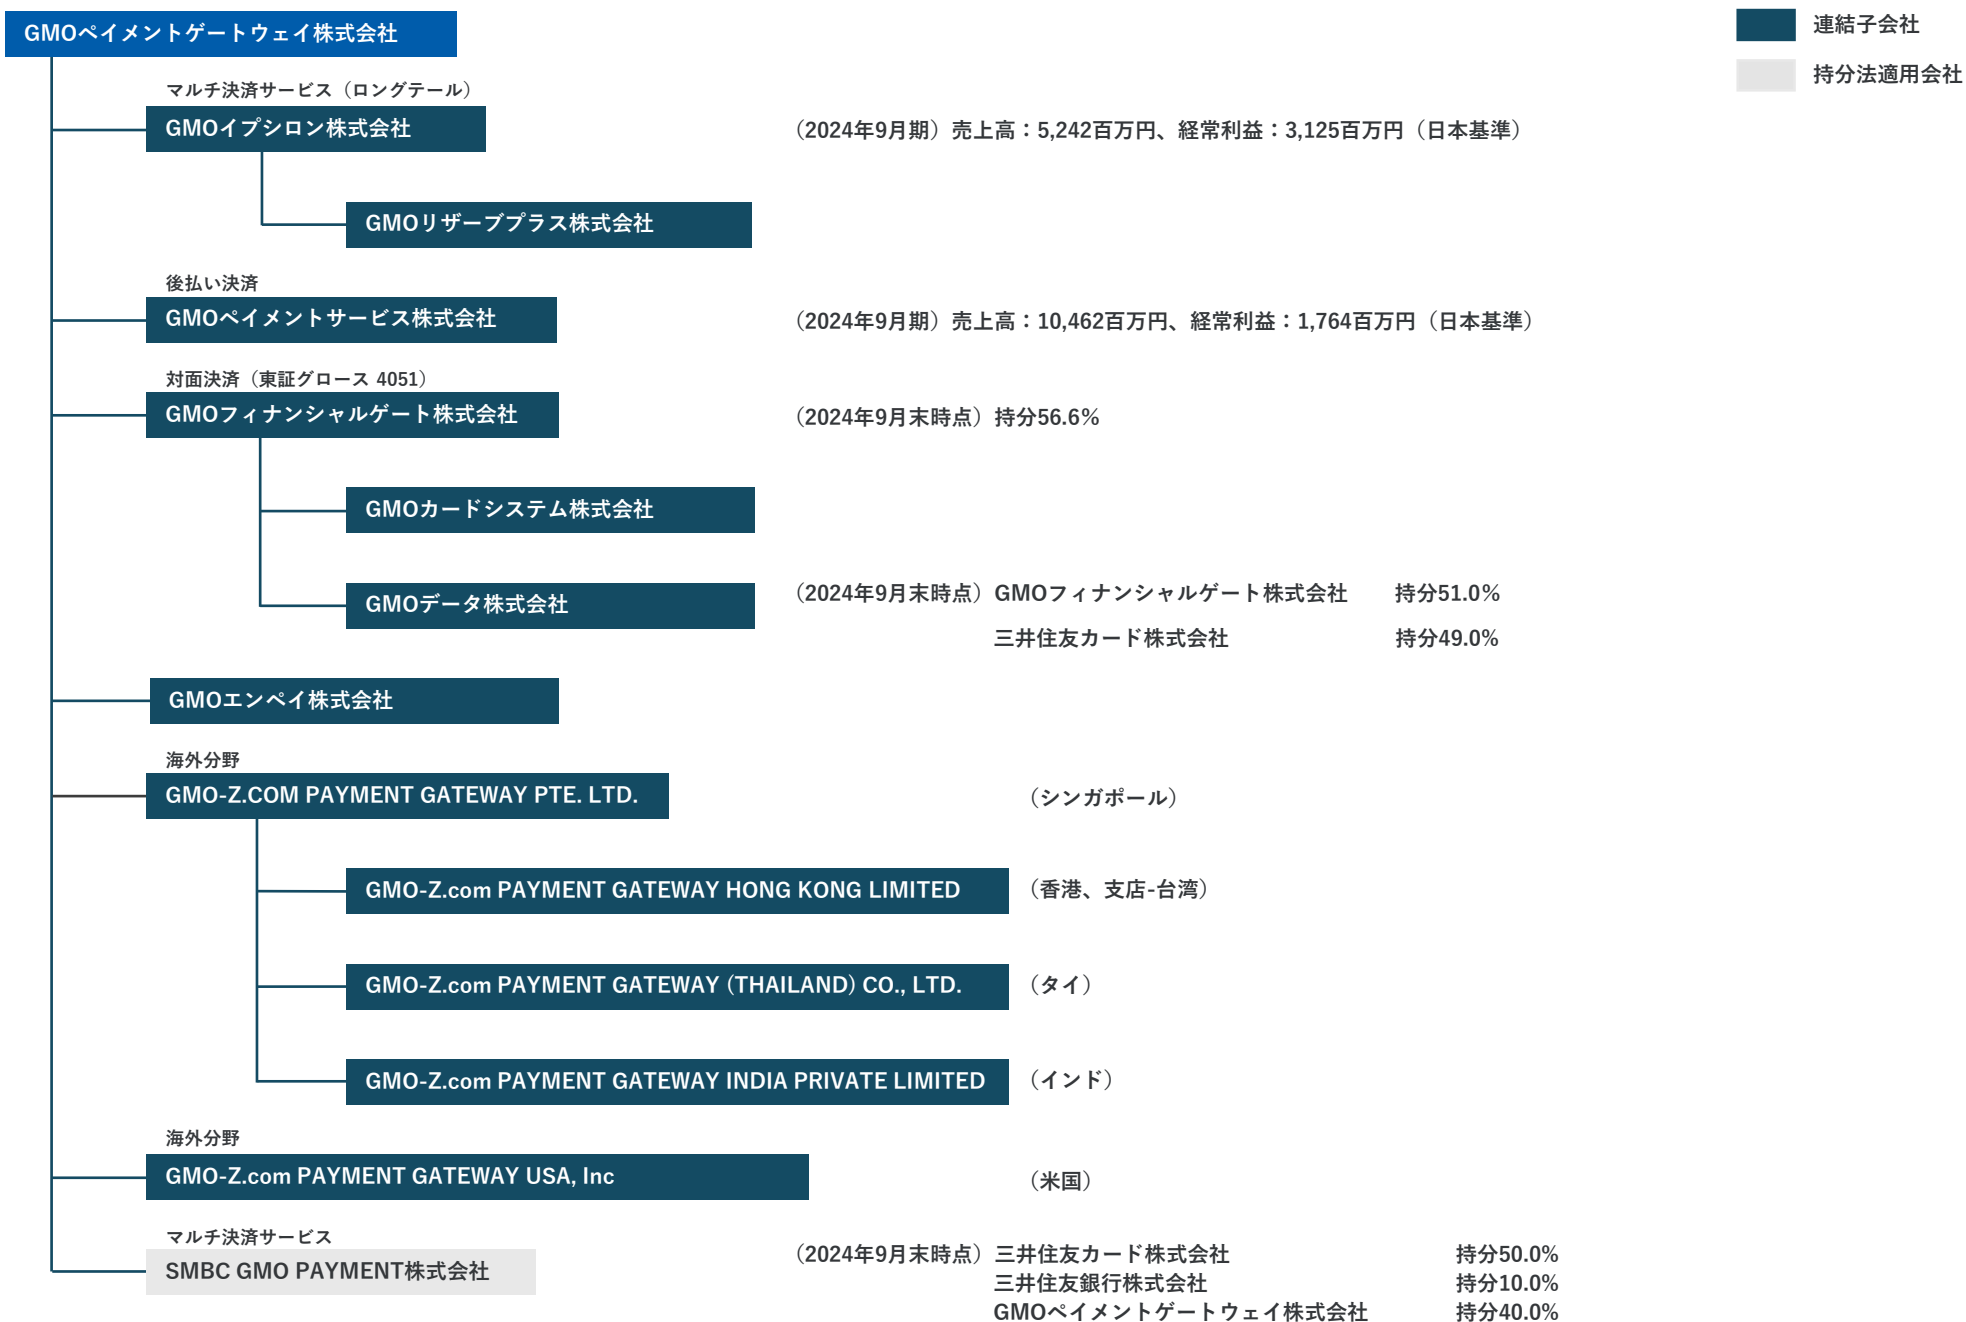 GMOペイメントゲートウェイ株式会社
連結子会社
持分法適用会社
マルチ決済サービス（ロングテール）
GMOイプシロン株式会社
（2024年9月期）売上高：5,242百万円、経常利益：3,125百万円（日本基準）
GMOリザーブプラス株式会社
後払い決済
GMOペイメントサービス株式会社
（2024年9月期）売上高：10,462百万円、経常利益：1,764百万円（日本基準）
対面決済（東証グロース 4051）
GMOフィナンシャルゲート株式会社
（2024年9月末時点）持分56.6%
GMOカードシステム株式会社
GMOデータ株式会社
（2024年9月末時点）GMOフィナンシャルゲート株式会社 持分51.0%
三井住友カード株式会社 持分49.0%
GMOエンペイ株式会社
海外分野
GMO-Z.COM PAYMENT GATEWAY PTE. LTD.
（シンガポール）
GMO-Z.com PAYMENT GATEWAY HONG KONG LIMITED
（香港、支店-台湾）
GMO-Z.com PAYMENT GATEWAY (THAILAND) CO., LTD.
（タイ）
GMO-Z.com PAYMENT GATEWAY INDIA PRIVATE LIMITED
（インド）
海外分野
GMO-Z.com PAYMENT GATEWAY USA, Inc
（米国）
マルチ決済サービス
SMBC GMO PAYMENT株式会社
（2024年9月末時点）三井住友カード株式会社 持分50.0%
三井住友銀行株式会社 持分10.0%
GMOペイメントゲートウェイ株式会社 持分40.0%